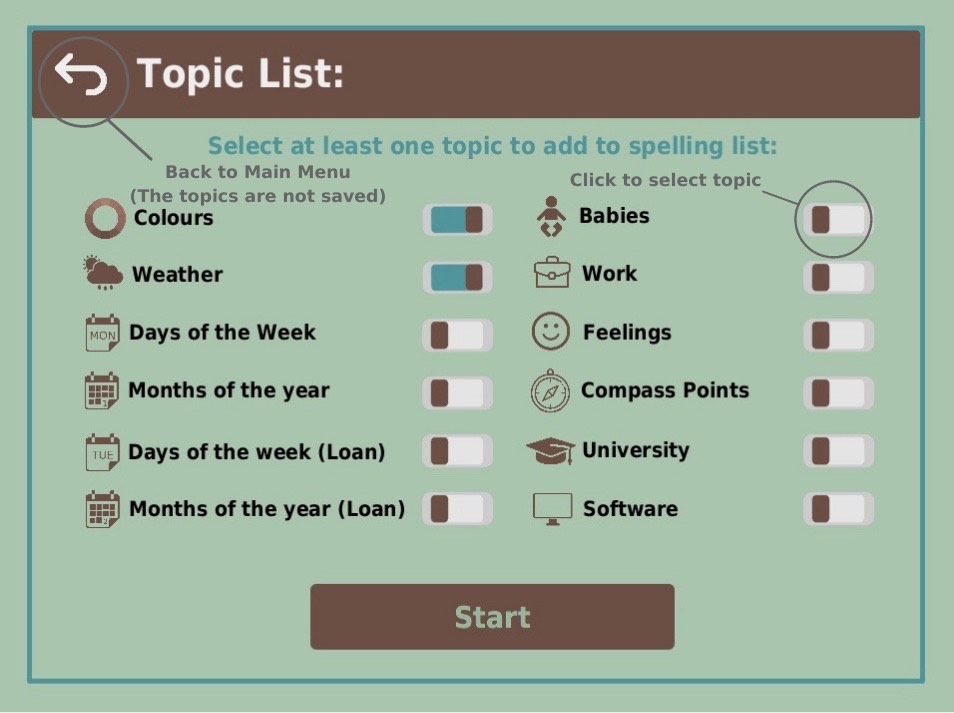 Topic List:
Select at least one topic to add to spelling list:
Back to Main Menu
(The topics are not saved)
Click to select topic
Colours
Babies
Weather
Work
MON
Days of the Week
Feelings
Months of the year
Compass Points
TUE
Days of the week (Loan)
University
Months of the year (Loan)
Software
Start